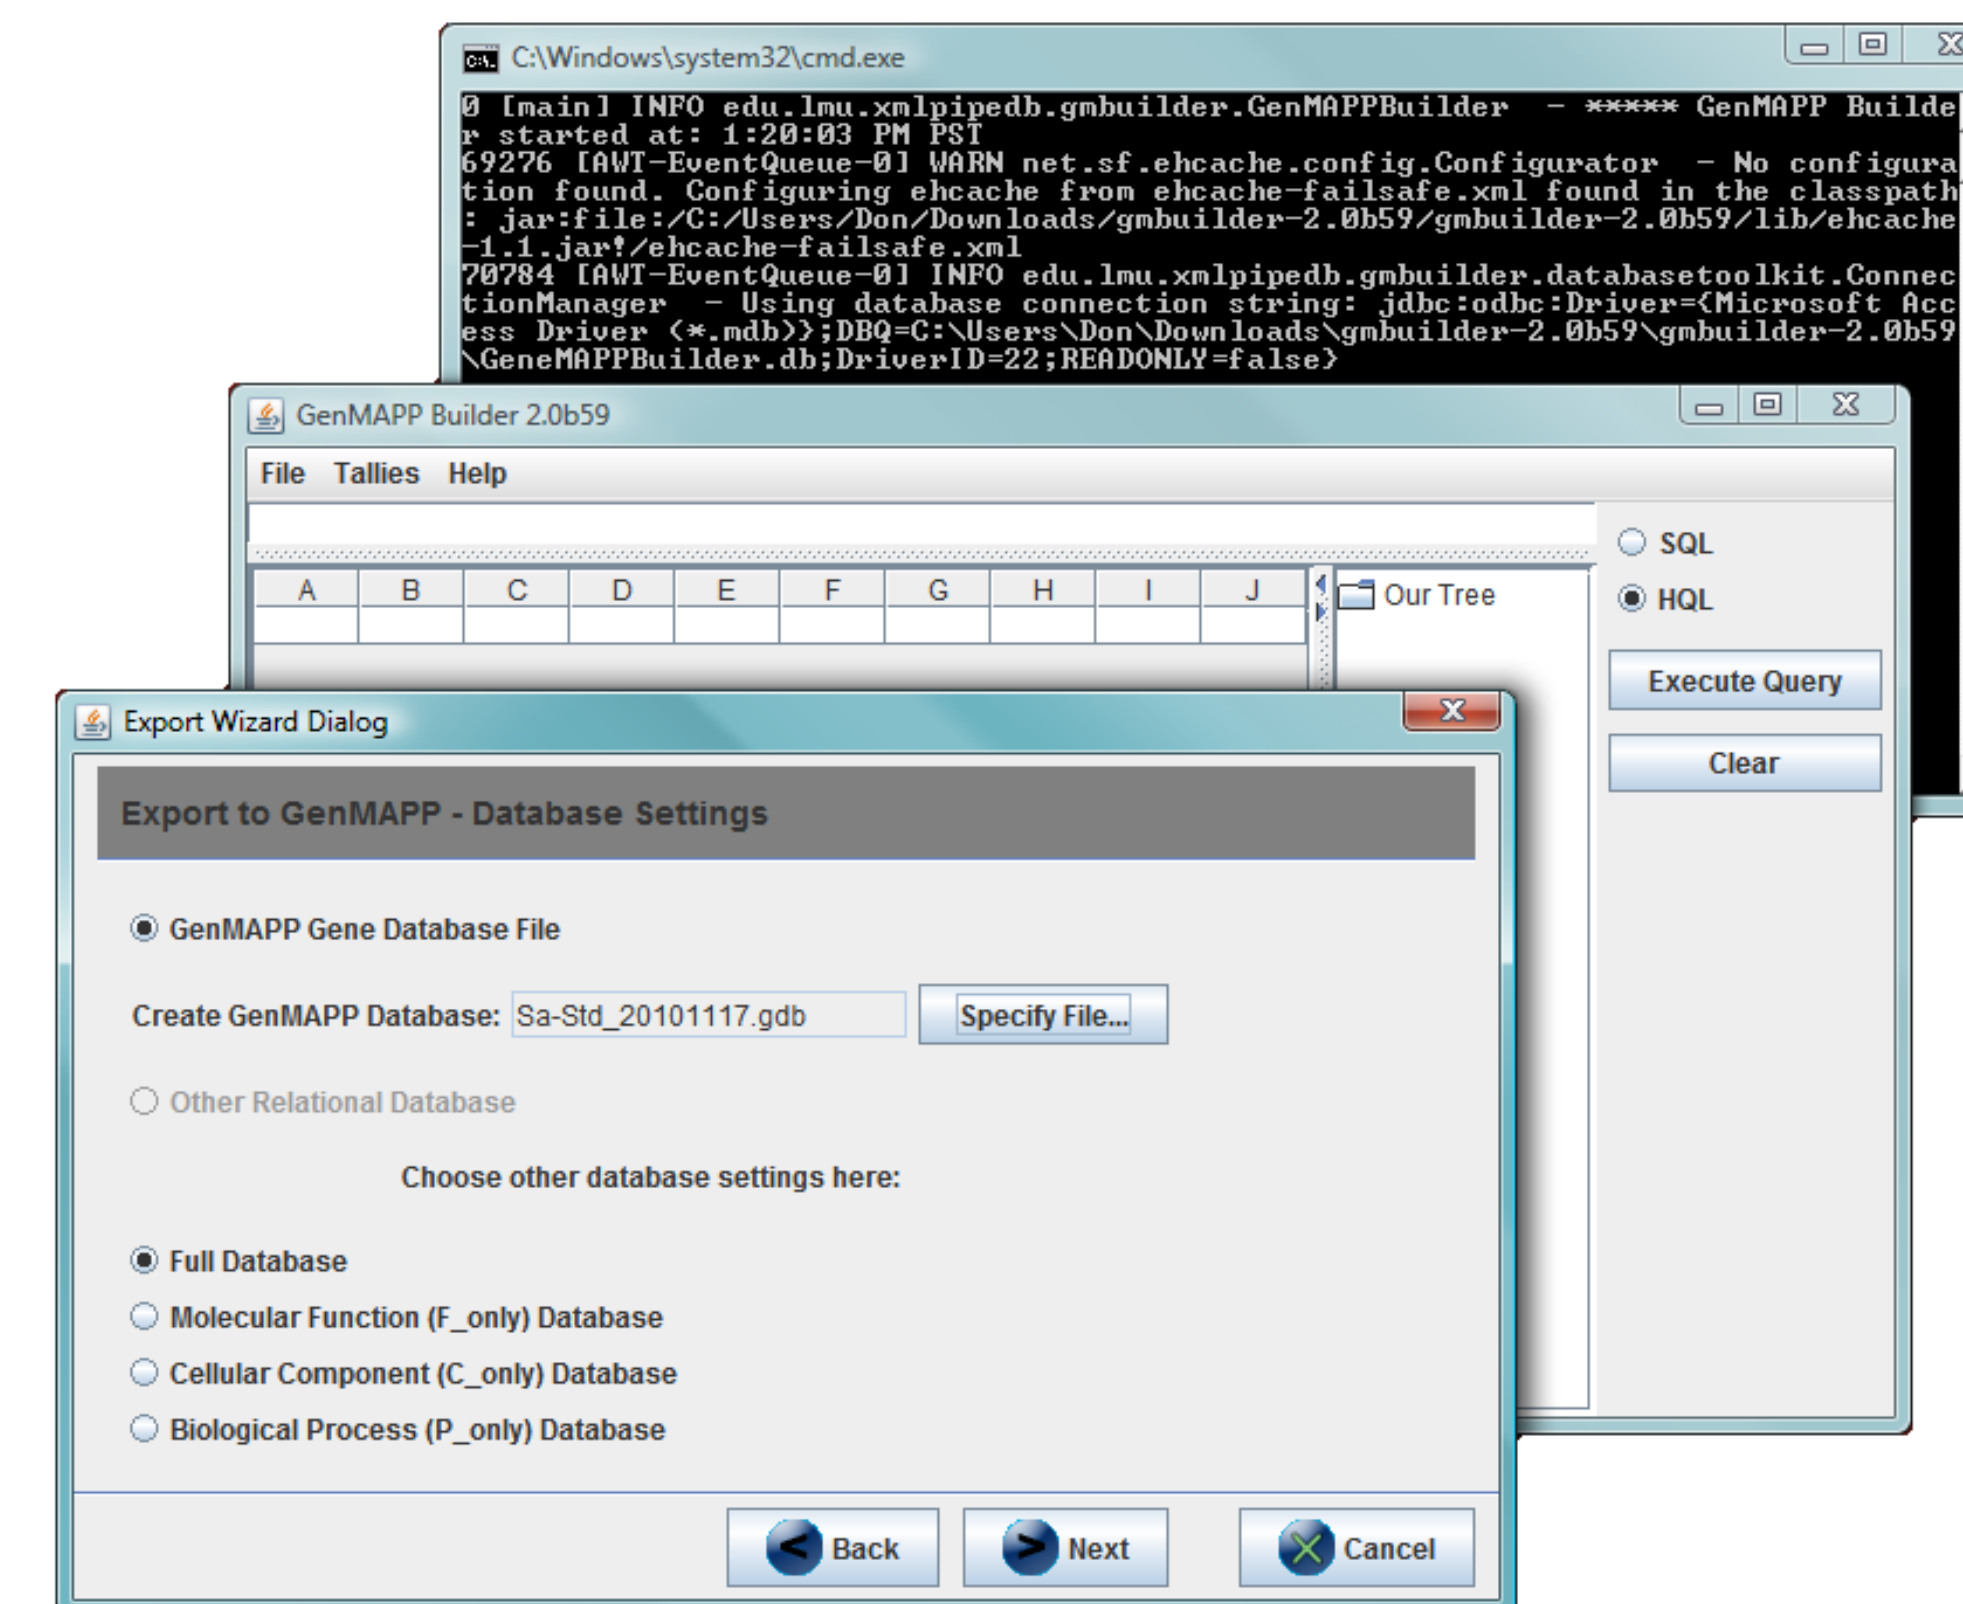 C:\Windows\system32\cmd.exe
0 [main] INFO edu.lmu.xmlpipedb.gmbuilder.GenMAPPBuilder  - ***** GenMAPP Builde
r started at: 1:20:03 PM PST
69276 [AWT-EventQueue-0] WARN net.sf.ehcache.config.Configurator  - No configura
tion found. Configuring ehcache from ehcache-failsafe.xml found in the classpath
: jar:file:/C:/Users/Don/Downloads/gmbuilder-2.0b59/gmbuilder-2.0b59/lib/ehcache
-1.1.jar!/ehcache-failsafe.xml
70784 [AWT-EventQueue-0] INFO edu.lmu.xmlpipedb.gmbuilder.databasetoolkit.Connec
tionManager  - Using database connection string: jdbc:odbc:Driver={Microsoft Acc
ess Driver (*.mdb)};DBQ=C:\Users\Don\Downloads\gmbuilder-2.0b59\gmbuilder-2.0b59
\GeneMAPPBuilder.db;DriverID=22;READONLY=false}
GenMAPP Builder 2.0b59
File Tallies Help
A B C D E F G H I J
Our Tree
SQL
HQL
Execute Query
Clear
Export Wizard Dialog
Export to GenMAPP - Database Settings
GenMAPP Gene Database File
Create GenMAPP Database: Sa-Std_20101117.gdb Specify File...
Other Relational Database
Choose other database settings here:
Full Database
Molecular Function (F_only) Database
Cellular Component (C_only) Database
Biological Process (P_only) Database
Back Next Cancel